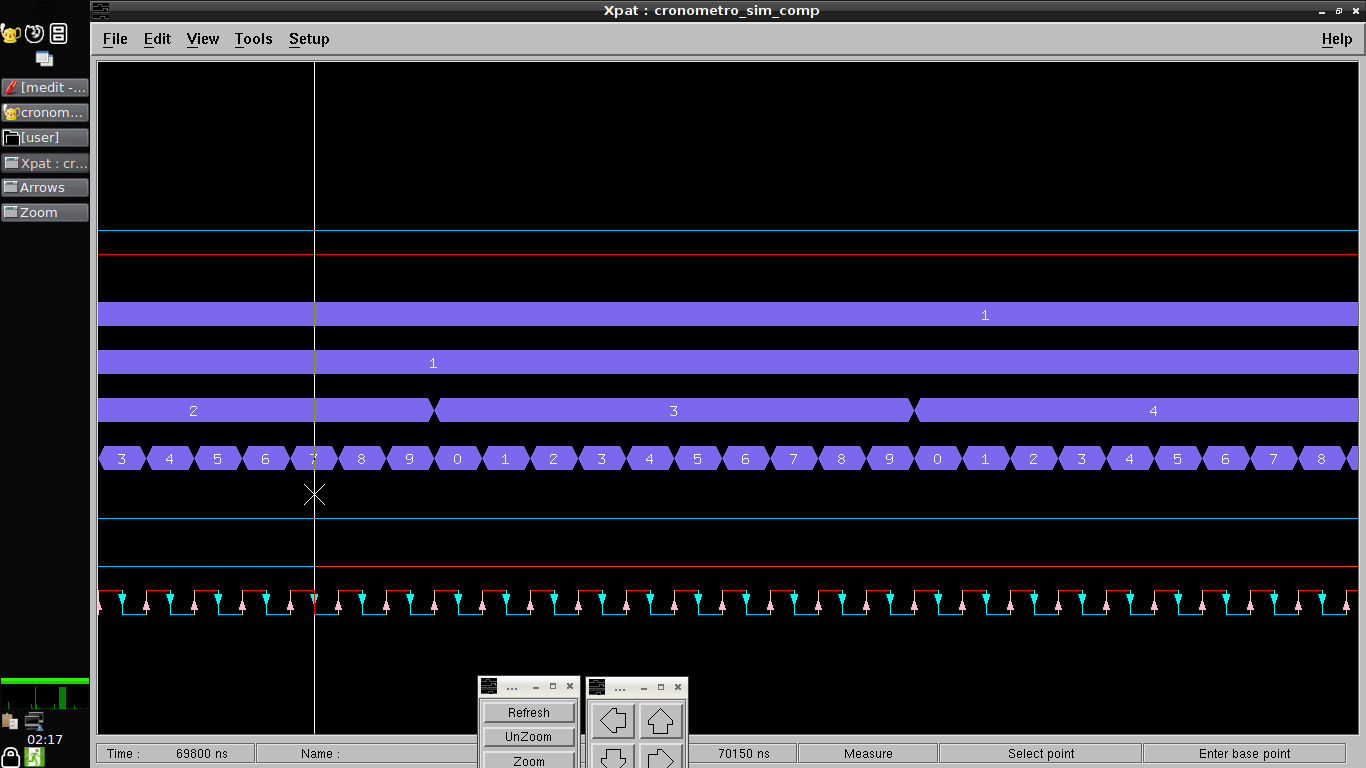 Xpat : cronometro_sim_comp
File Edit View Tools Setup Help
[medit -...
cronom...
[user]
Xpat : cr...
Arrows
Zoom
1
1
2 3 4
3 4 5 6 7 8 9 0 1 2 3 4 5 6 7 8 9 0 1 2 3 4 5 6 7 8
... ...
Refresh
UnZoom
Zoom
02:17
Time : 69800 ns Name : 70150 ns Measure Select point Enter base point